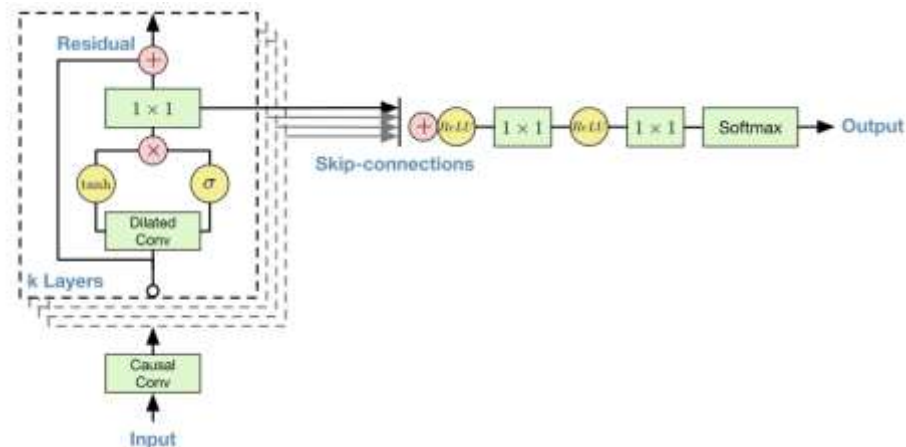 Residual
+
1 × 1
×
tanh
σ
Dilated
Conv
k Layers
Causal
Conv
Input
Skip-connections
+
ReLU
1 × 1
ReLU
1 × 1
Softmax
Output